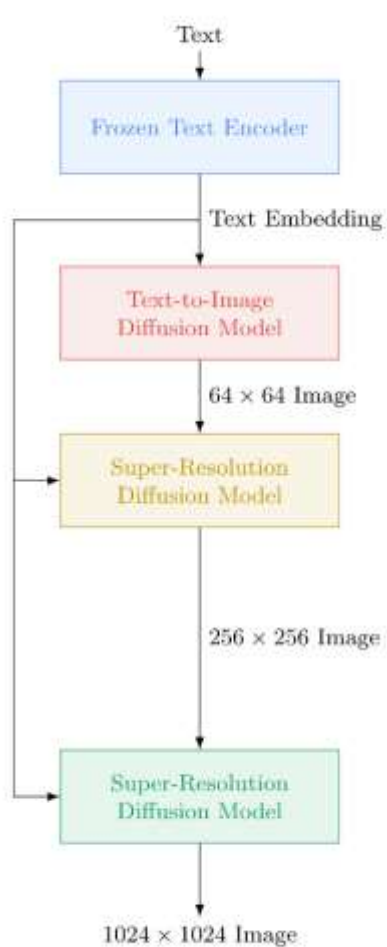 Text
Frozen Text Encoder
Text Embedding
Text-to-Image
Diffusion Model
64 × 64 Image
Super-Resolution
Diffusion Model
256 × 256 Image
Super-Resolution
Diffusion Model
1024 × 1024 Image